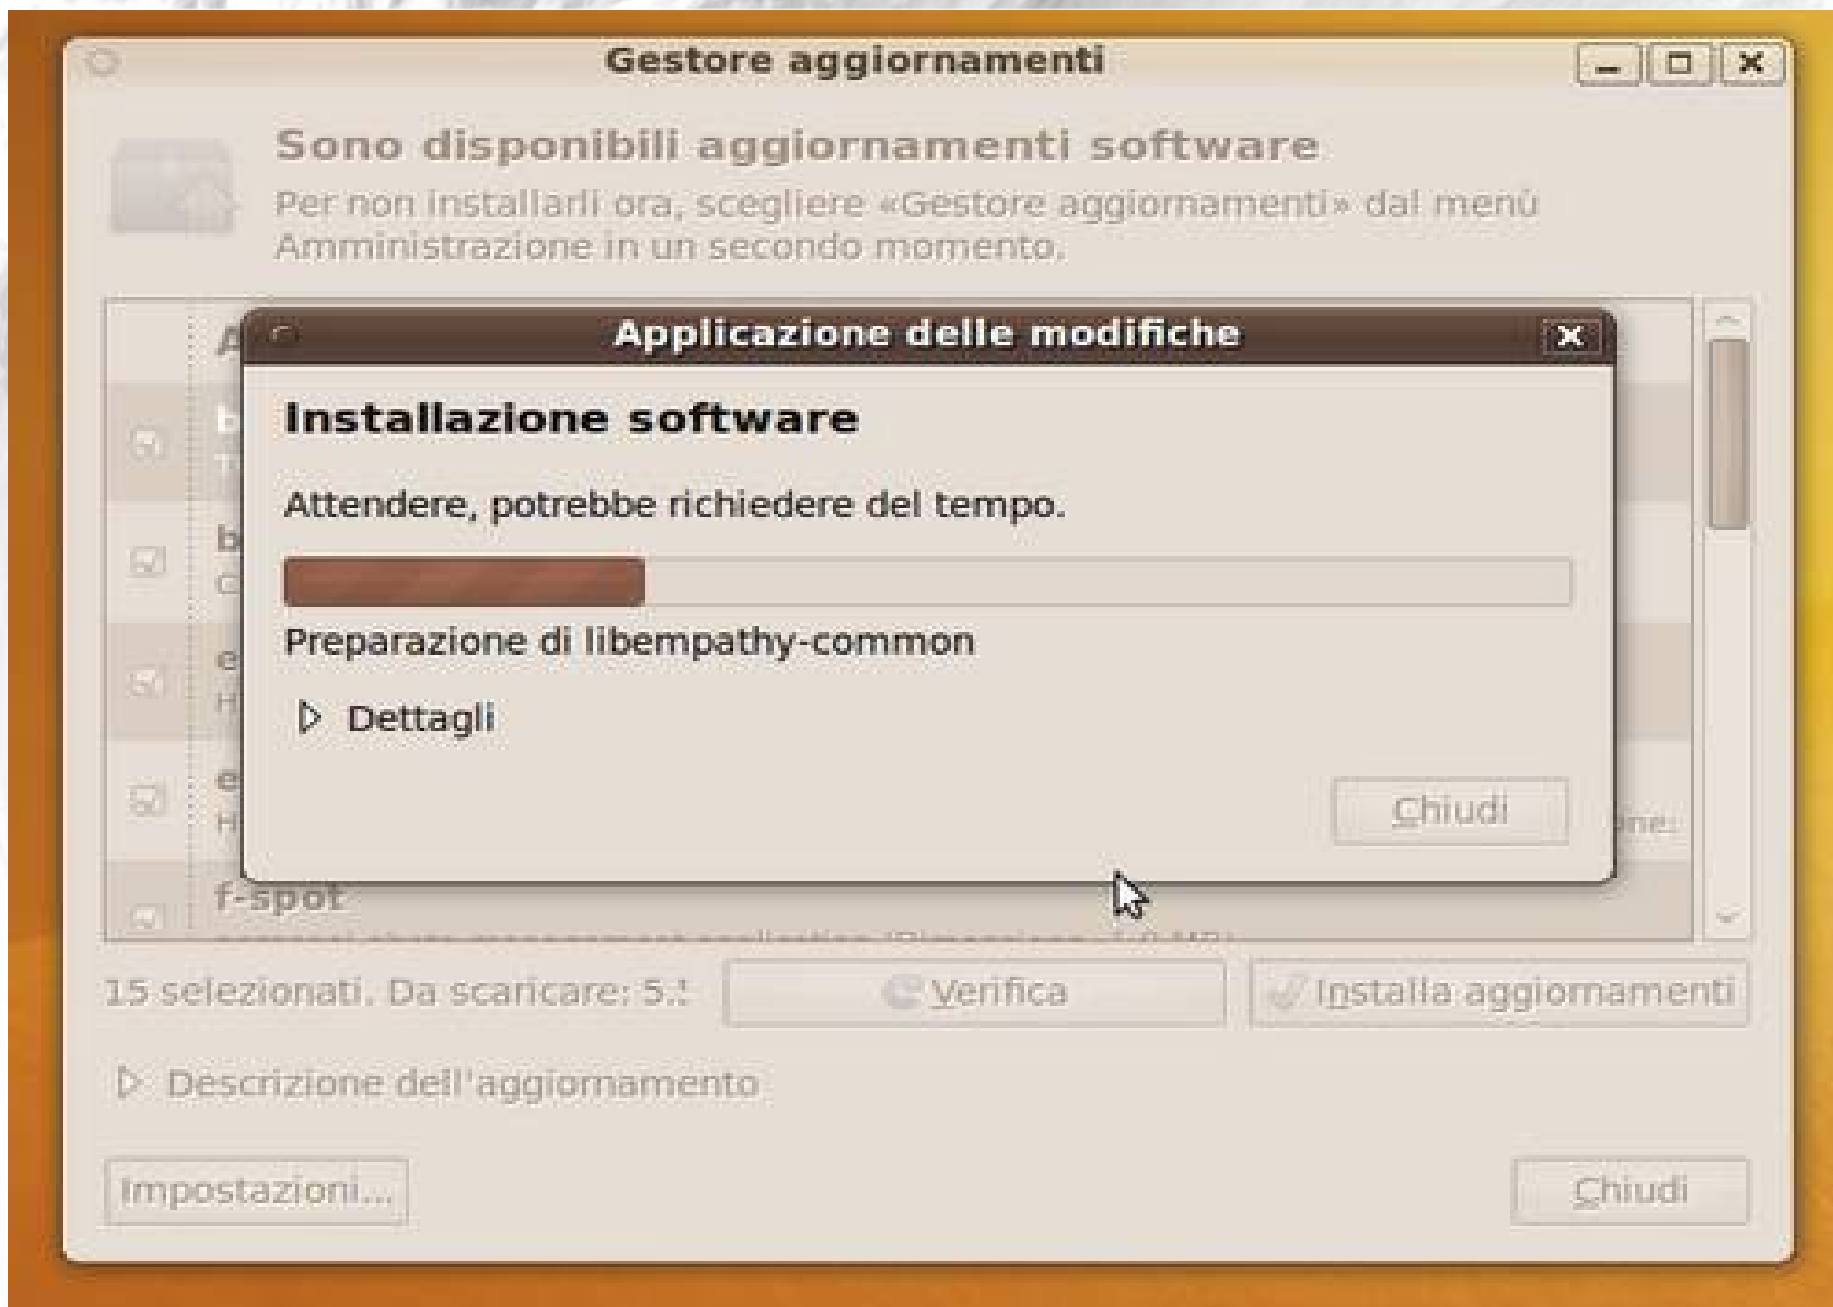 Gestore aggiornamenti
Sono disponibili aggiornamenti software
Per non installarli ora, scegliere «Gestore aggiornamenti» dal menù
Amministrazione in un secondo momento.
Applicazione delle modifiche
Installazione software
Attendere, potrebbe richiedere del tempo.
Preparazione di libempathy-common
Dettagli
Chiudi
f-spot
15 selezionati. Da scaricare: 5.
Verifica
Installa aggiornamenti
Descrizione dell'aggiornamento
Impostazioni...
Chiudi